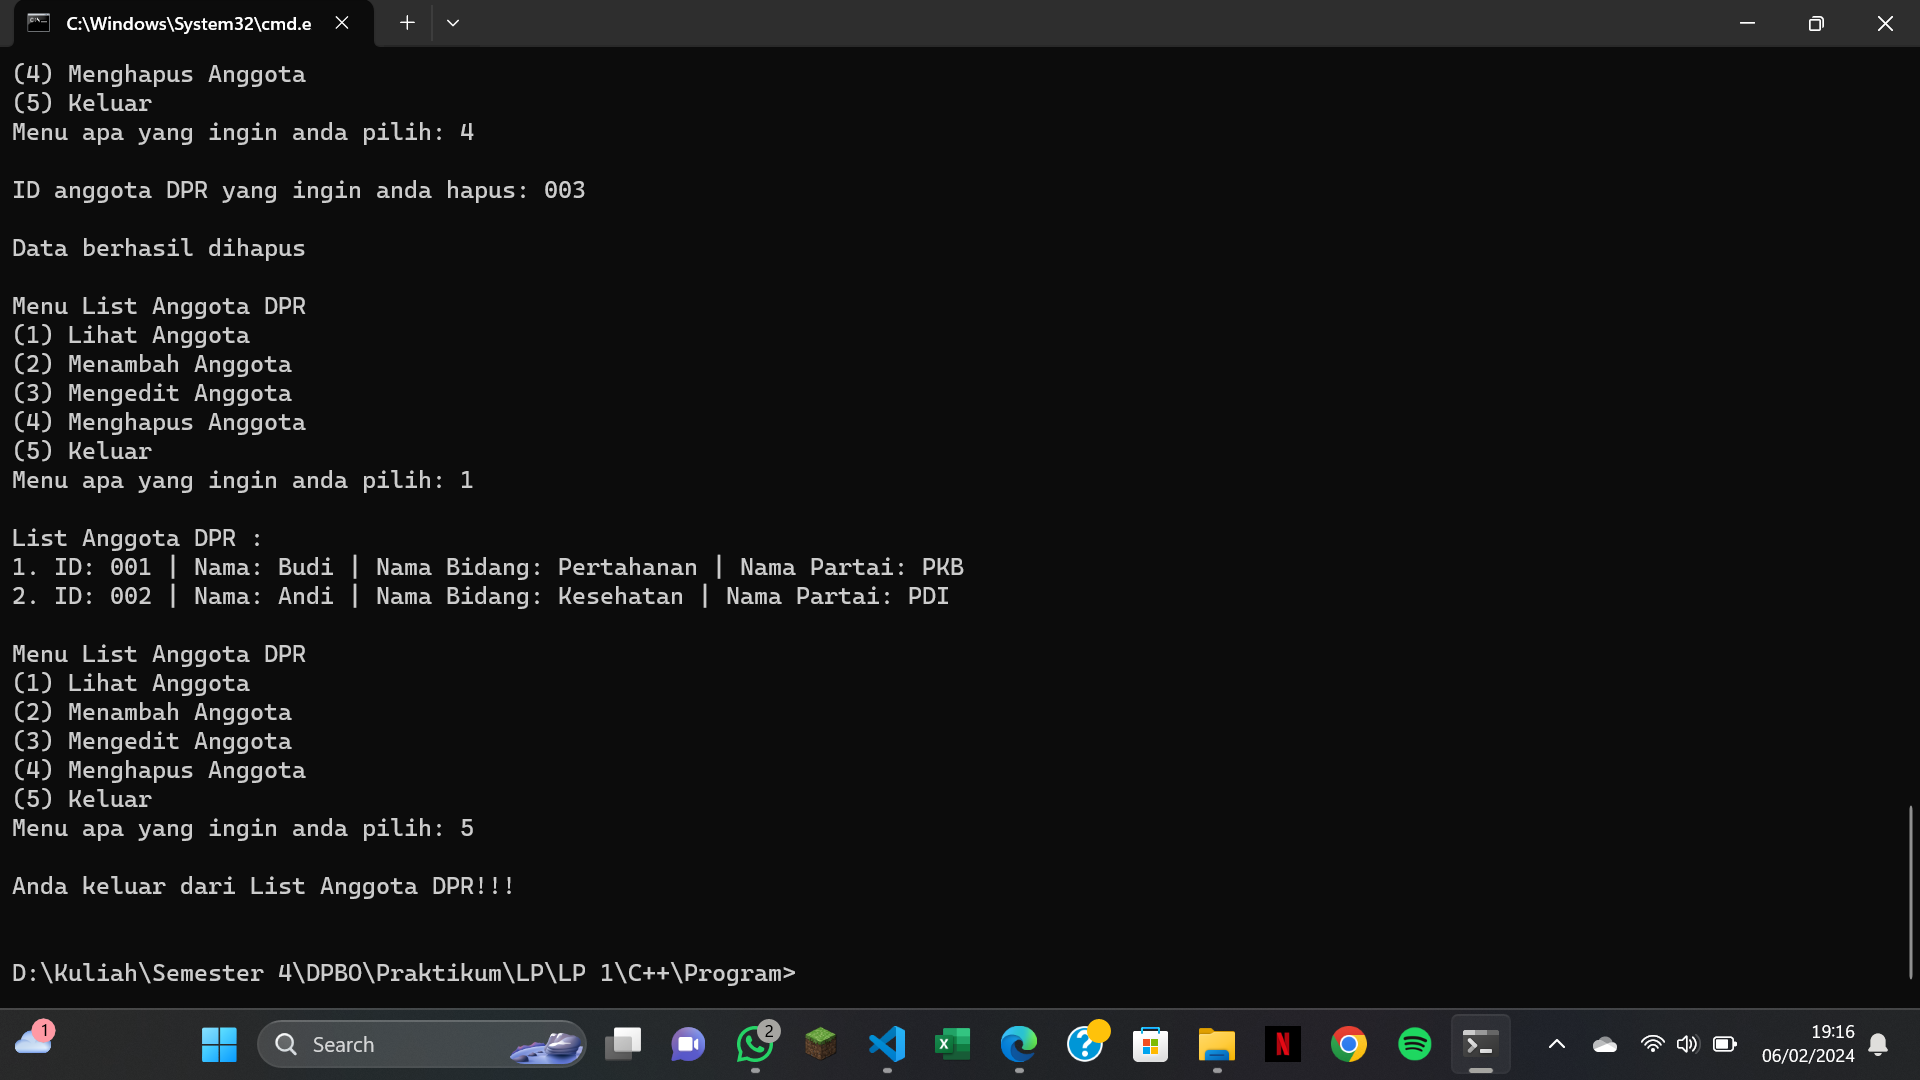 C:\Windows\System32\cmd.e
(4) Menghapus Anggota
(5) Keluar
Menu apa yang ingin anda pilih: 4
ID anggota DPR yang ingin anda hapus: 003
Data berhasil dihapus
Menu List Anggota DPR
(1) Lihat Anggota
(2) Menambah Anggota
(3) Mengedit Anggota
(4) Menghapus Anggota
(5) Keluar
Menu apa yang ingin anda pilih: 1
List Anggota DPR :
1. ID: 001 | Nama: Budi | Nama Bidang: Pertahanan | Nama Partai: PKB
2. ID: 002 | Nama: Andi | Nama Bidang: Kesehatan | Nama Partai: PDI
Menu List Anggota DPR
(1) Lihat Anggota
(2) Menambah Anggota
(3) Mengedit Anggota
(4) Menghapus Anggota
(5) Keluar
Menu apa yang ingin anda pilih: 5
Anda keluar dari List Anggota DPR!!!
D:\Kuliah\Semester 4\DPBO\Praktikum\LP\LP 1\C++\Program>
1
Search
2
19:16
06/02/2024